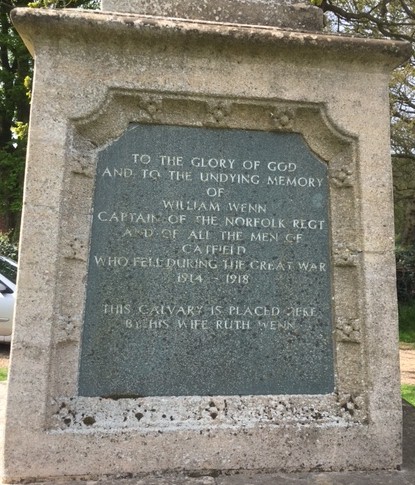 TO THE GLORY OF GOD
AND TO THE UNDYING MEMORY
OF
WILLIAM WENN
CAPTAIN OF THE NORFOLK REGT
AND OF ALL THE MEN OF
CATFIELD
WHO FELL DURING THE GREAT WAR
1914 - 1918
THIS CALVARY IS PLACED HERE
BY HIS WIFE RUTH WENN